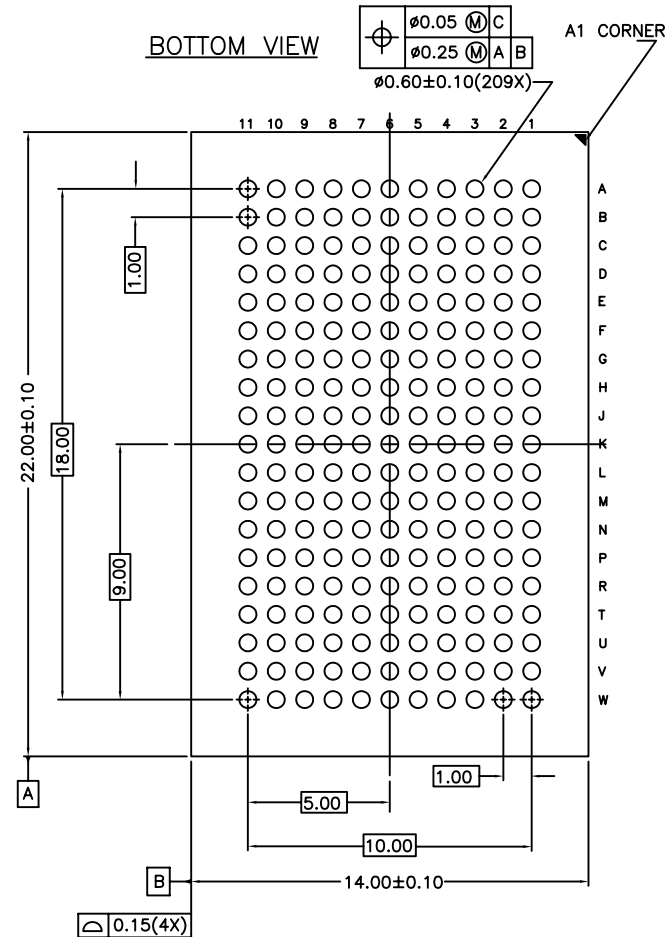 BOTTOM VIEW
ø0.05 Ⓜ C
ø0.25 Ⓜ A B
A1 CORNER
ø0.60±0.10(209X)
11 10 9 8 7 6 5 4 3 2 1
A
B
C
D
E
F
G
H
J
K
L
M
N
P
R
T
U
V
W
1.00
22.00±0.10
18.00
9.00
A
1.00
5.00
10.00
B
14.00±0.10
0.15(4X)